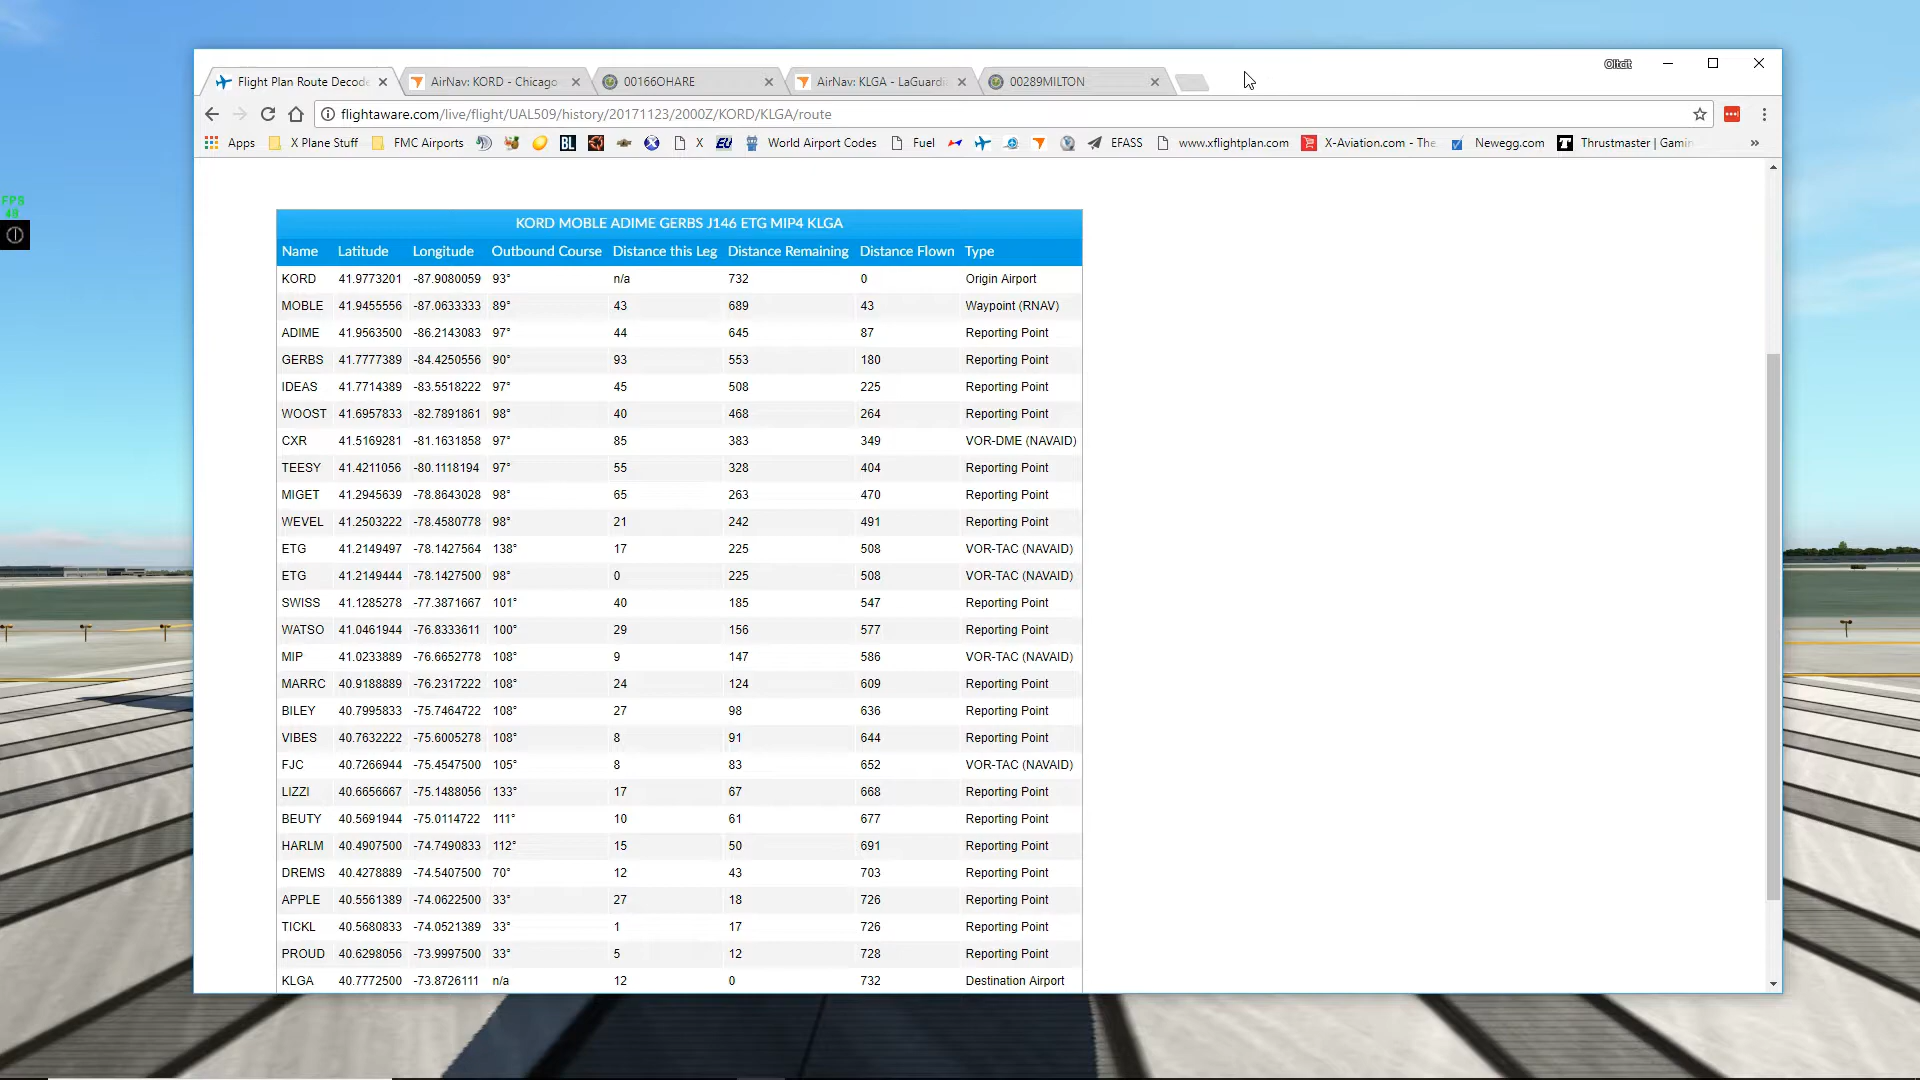 Flight Plan Route Decode
AirNav: KORD - Chicago
00166OHARE
AirNav: KLGA - LaGuardi
00289MILTON
flightaware.com/live/flight/UAL509/history/20171123/2000Z/KORD/KLGA/route
Apps X Plane Stuff FMC Airports BL X EU World Airport Codes Fuel EFASS www.xflightplan.com X-Aviation.com - The Newegg.com T Thrustmaster | Gamin »
FPS
48
KORD MOBLE ADIME GERBS J146 ETG MIP4 KLGA
Name Latitude Longitude Outbound Course Distance this Leg Distance Remaining Distance Flown Type
KORD 41.9773201 -87.9080059 93° n/a 732 0 Origin Airport
MOBLE 41.9455556 -87.0633333 89° 43 689 43 Waypoint (RNAV)
ADIME 41.9563500 -86.2143083 97° 44 645 87 Reporting Point
GERBS 41.7777389 -84.4250556 90° 93 553 180 Reporting Point
IDEAS 41.7714389 -83.5518222 97° 45 508 225 Reporting Point
WOOST 41.6957833 -82.7891861 98° 40 468 264 Reporting Point
CXR 41.5169281 -81.1631858 97° 85 383 349 VOR-DME (NAVAID)
TEESY 41.4211056 -80.1118194 97° 55 328 404 Reporting Point
MIGET 41.2945639 -78.8643028 98° 65 263 470 Reporting Point
WEVEL 41.2503222 -78.4580778 98° 21 242 491 Reporting Point
ETG 41.2149497 -78.1427564 138° 17 225 508 VOR-TAC (NAVAID)
ETG 41.2149444 -78.1427500 98° 0 225 508 VOR-TAC (NAVAID)
SWISS 41.1285278 -77.3871667 101° 40 185 547 Reporting Point
WATSO 41.0461944 -76.8333611 100° 29 156 577 Reporting Point
MIP 41.0233889 -76.6652778 108° 9 147 586 VOR-TAC (NAVAID)
MARRC 40.9188889 -76.2317222 108° 24 124 609 Reporting Point
BILEY 40.7995833 -75.7464722 108° 27 98 636 Reporting Point
VIBES 40.7632222 -75.6005278 108° 8 91 644 Reporting Point
FJC 40.7266944 -75.4547500 105° 8 83 652 VOR-TAC (NAVAID)
LIZZI 40.6656667 -75.1488056 133° 17 67 668 Reporting Point
BEUTY 40.5691944 -75.0114722 111° 10 61 677 Reporting Point
HARLM 40.4907500 -74.7490833 112° 15 50 691 Reporting Point
DREMS 40.4278889 -74.5407500 70° 12 43 703 Reporting Point
APPLE 40.5561389 -74.0622500 33° 27 18 726 Reporting Point
TICKL 40.5680833 -74.0521389 33° 1 17 726 Reporting Point
PROUD 40.6298056 -73.9997500 33° 5 12 728 Reporting Point
KLGA 40.7772500 -73.8726111 n/a 12 0 732 Destination Airport